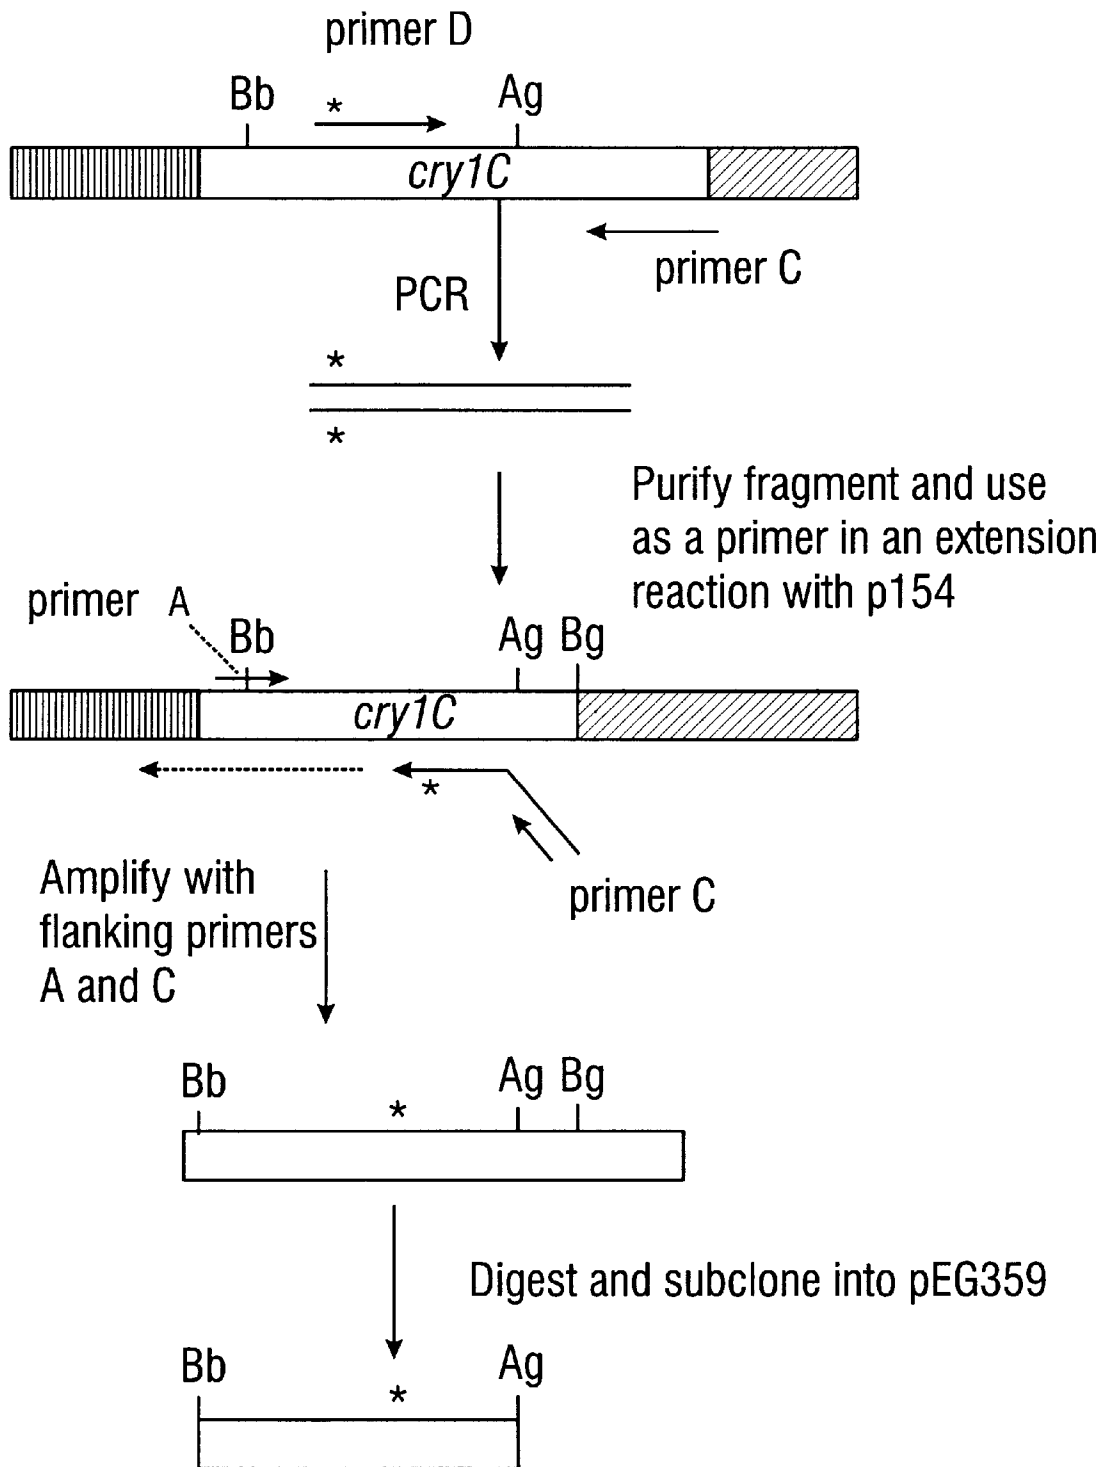 primer D
Bb
*
Ag
cry1C
primer C
PCR
*
*
Purify fragment and use
as a primer in an extension
reaction with p154
primer A
Bb
Ag Bg
cry1C
*
primer C
Amplify with
flanking primers
A and C
Bb
*
Ag Bg
Digest and subclone into pEG359
Bb
*
Ag